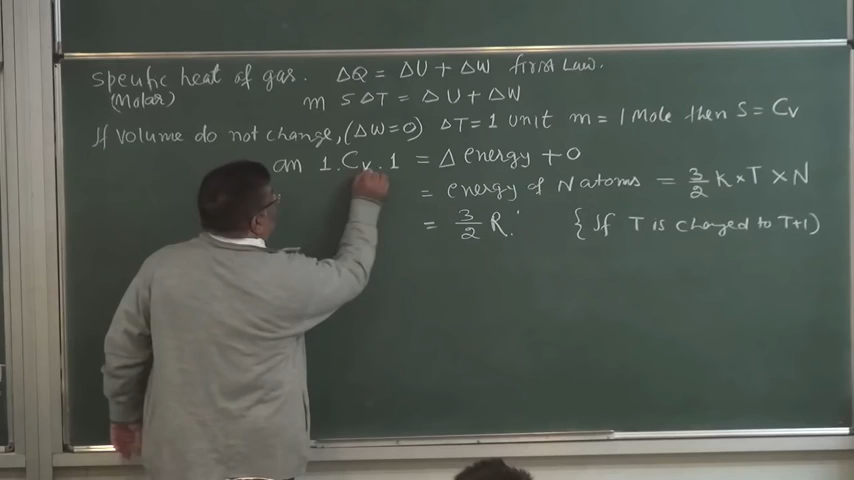 Specific heat of gas. ΔQ = ΔU + ΔW first Law.
(Molar) m S ΔT = ΔU + ΔW
If volume do not change, (ΔW=0) ΔT=1 unit m = 1 Mole then S = Cv
an 1. Cv. 1 = Δ energy + 0
= energy of N atoms = 3/2 K × T × N
= 3/2 R. { If T is changed to T+1)